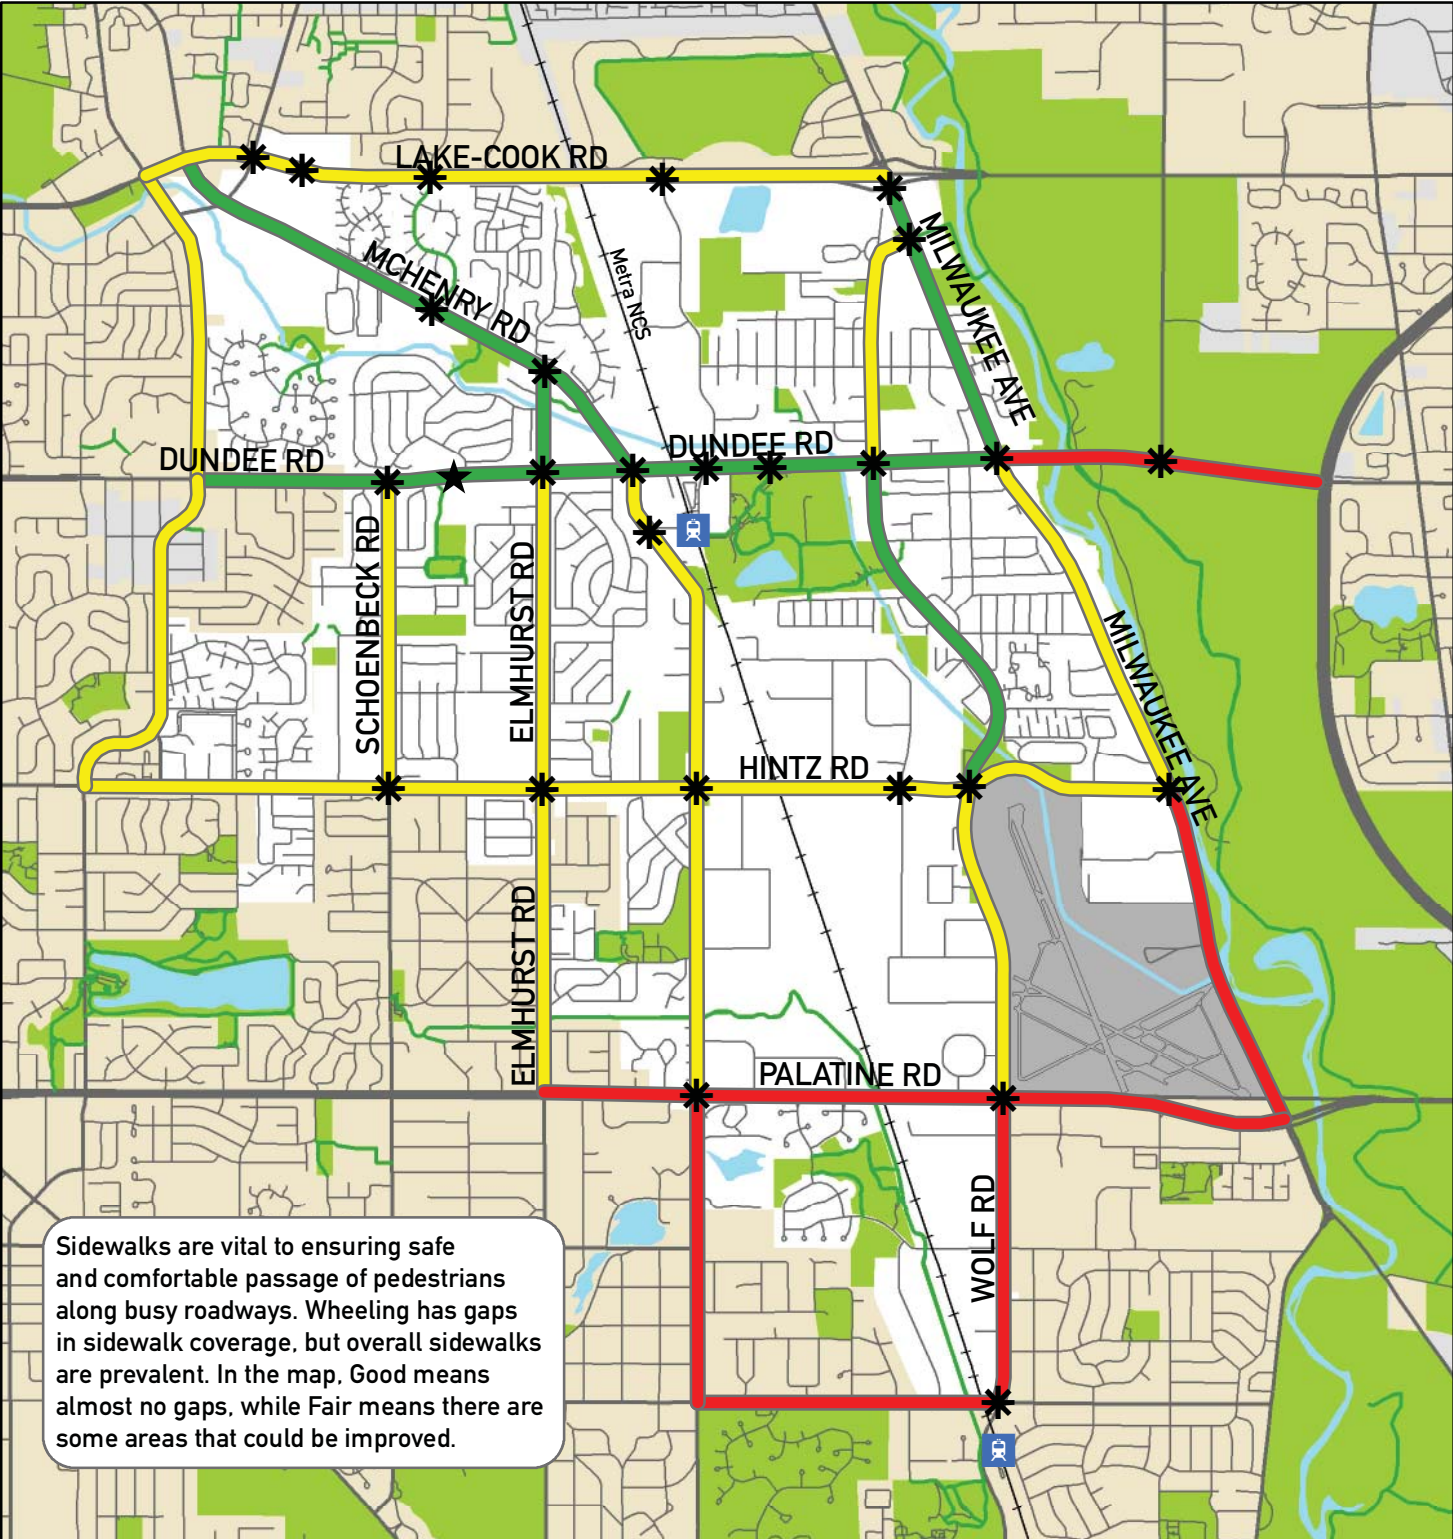 LAKE-COOK RD
MILWAUKEE AVE
MCHENRY RD
Metra NCS
DUNDEE RD
DUNDEE RD
SCHOENBECK RD
ELMHURST RD
MILWAUKEE AVE
HINTZ RD
ELMHURST RD
PALATINE RD
WOLF RD
Sidewalks are vital to ensuring safe
and comfortable passage of pedestrians
along busy roadways. Wheeling has gaps
in sidewalk coverage, but overall sidewalks
are prevalent. In the map, Good means
almost no gaps, while Fair means there are
some areas that could be improved.